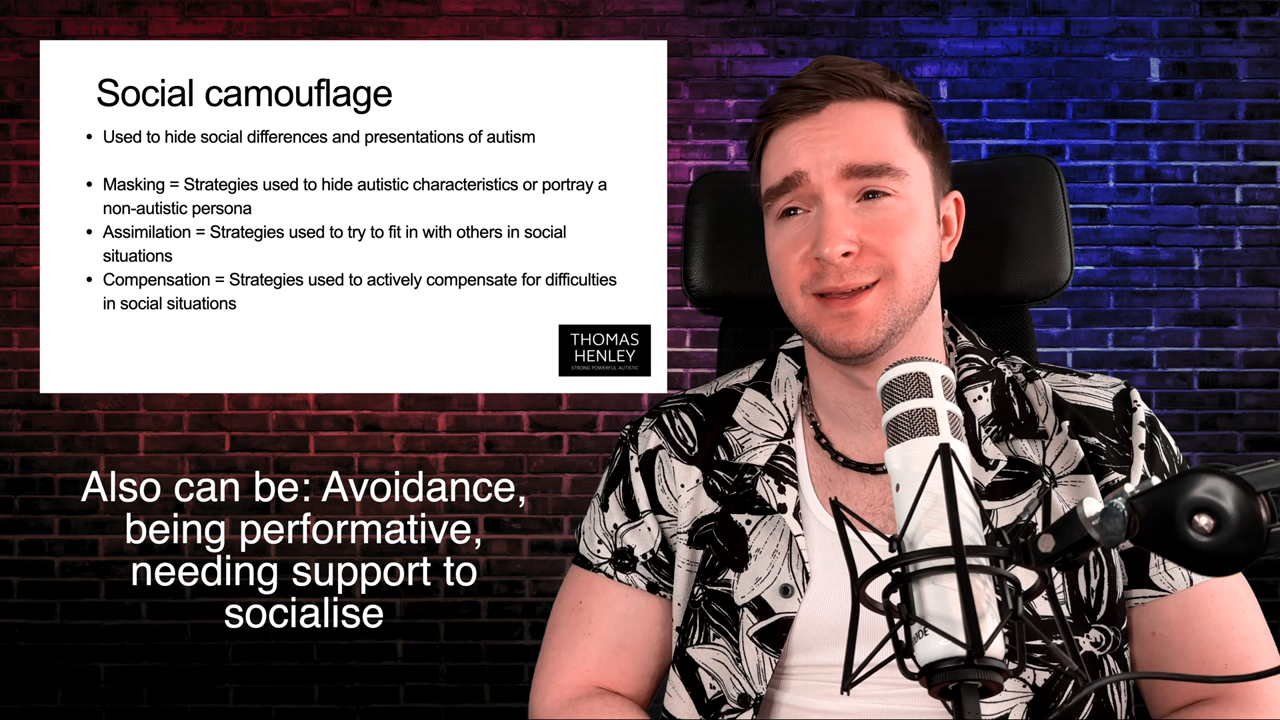 Social camouflage
• Used to hide social differences and presentations of autism
• Masking = Strategies used to hide autistic characteristics or portray a
non-autistic persona
• Assimilation = Strategies used to try to fit in with others in social
situations
• Compensation = Strategies used to actively compensate for difficulties
in social situations
THOMAS
HENLEY
STRONG POWERFUL AUTISTIC
Also can be: Avoidance,
being performative,
needing support to
socialise